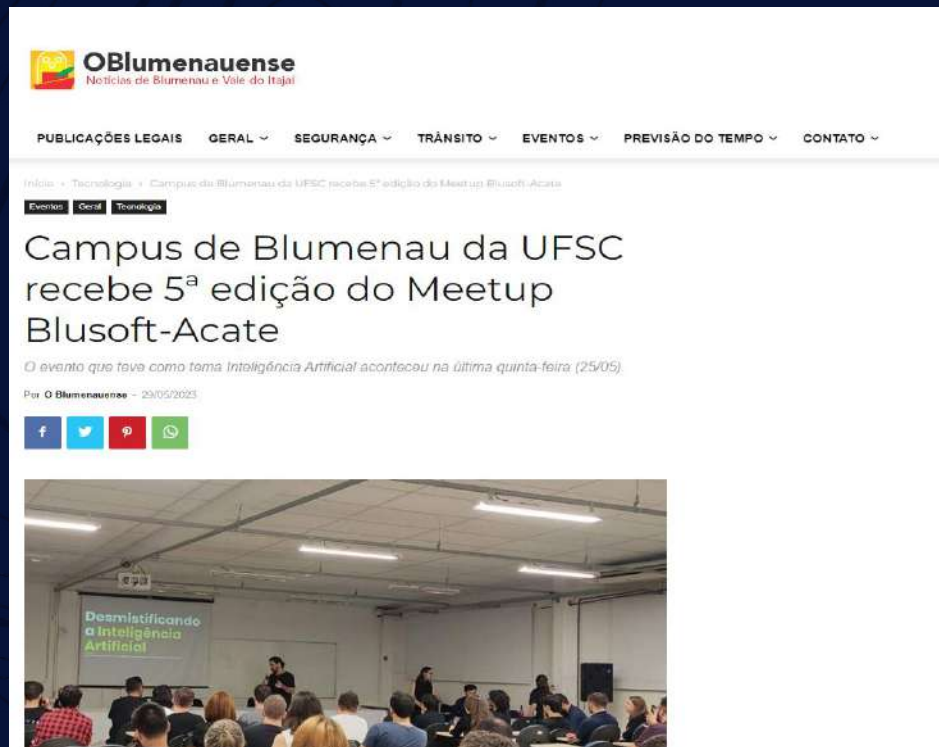 OBlumenauense
Notícias de Blumenau e Vale do Itajaí
PUBLICAÇÕES LEGAIS GERAL SEGURANÇA TRÂNSITO EVENTOS PREVISÃO DO TEMPO CONTATO
Início Tecnologia Campus de Blumenau da UFSC recebe 5ª edição do Meetup Blusoft-Acate
Eventos Geral Tecnologia
Campus de Blumenau da UFSC
recebe 5ª edição do Meetup
Blusoft-Acate
O evento que teve como tema Inteligência Artificial aconteceu na última quinta-feira (25/05)
Por O Blumenauense - 29/05/2023
Desmistificando
a Inteligência
Artificial